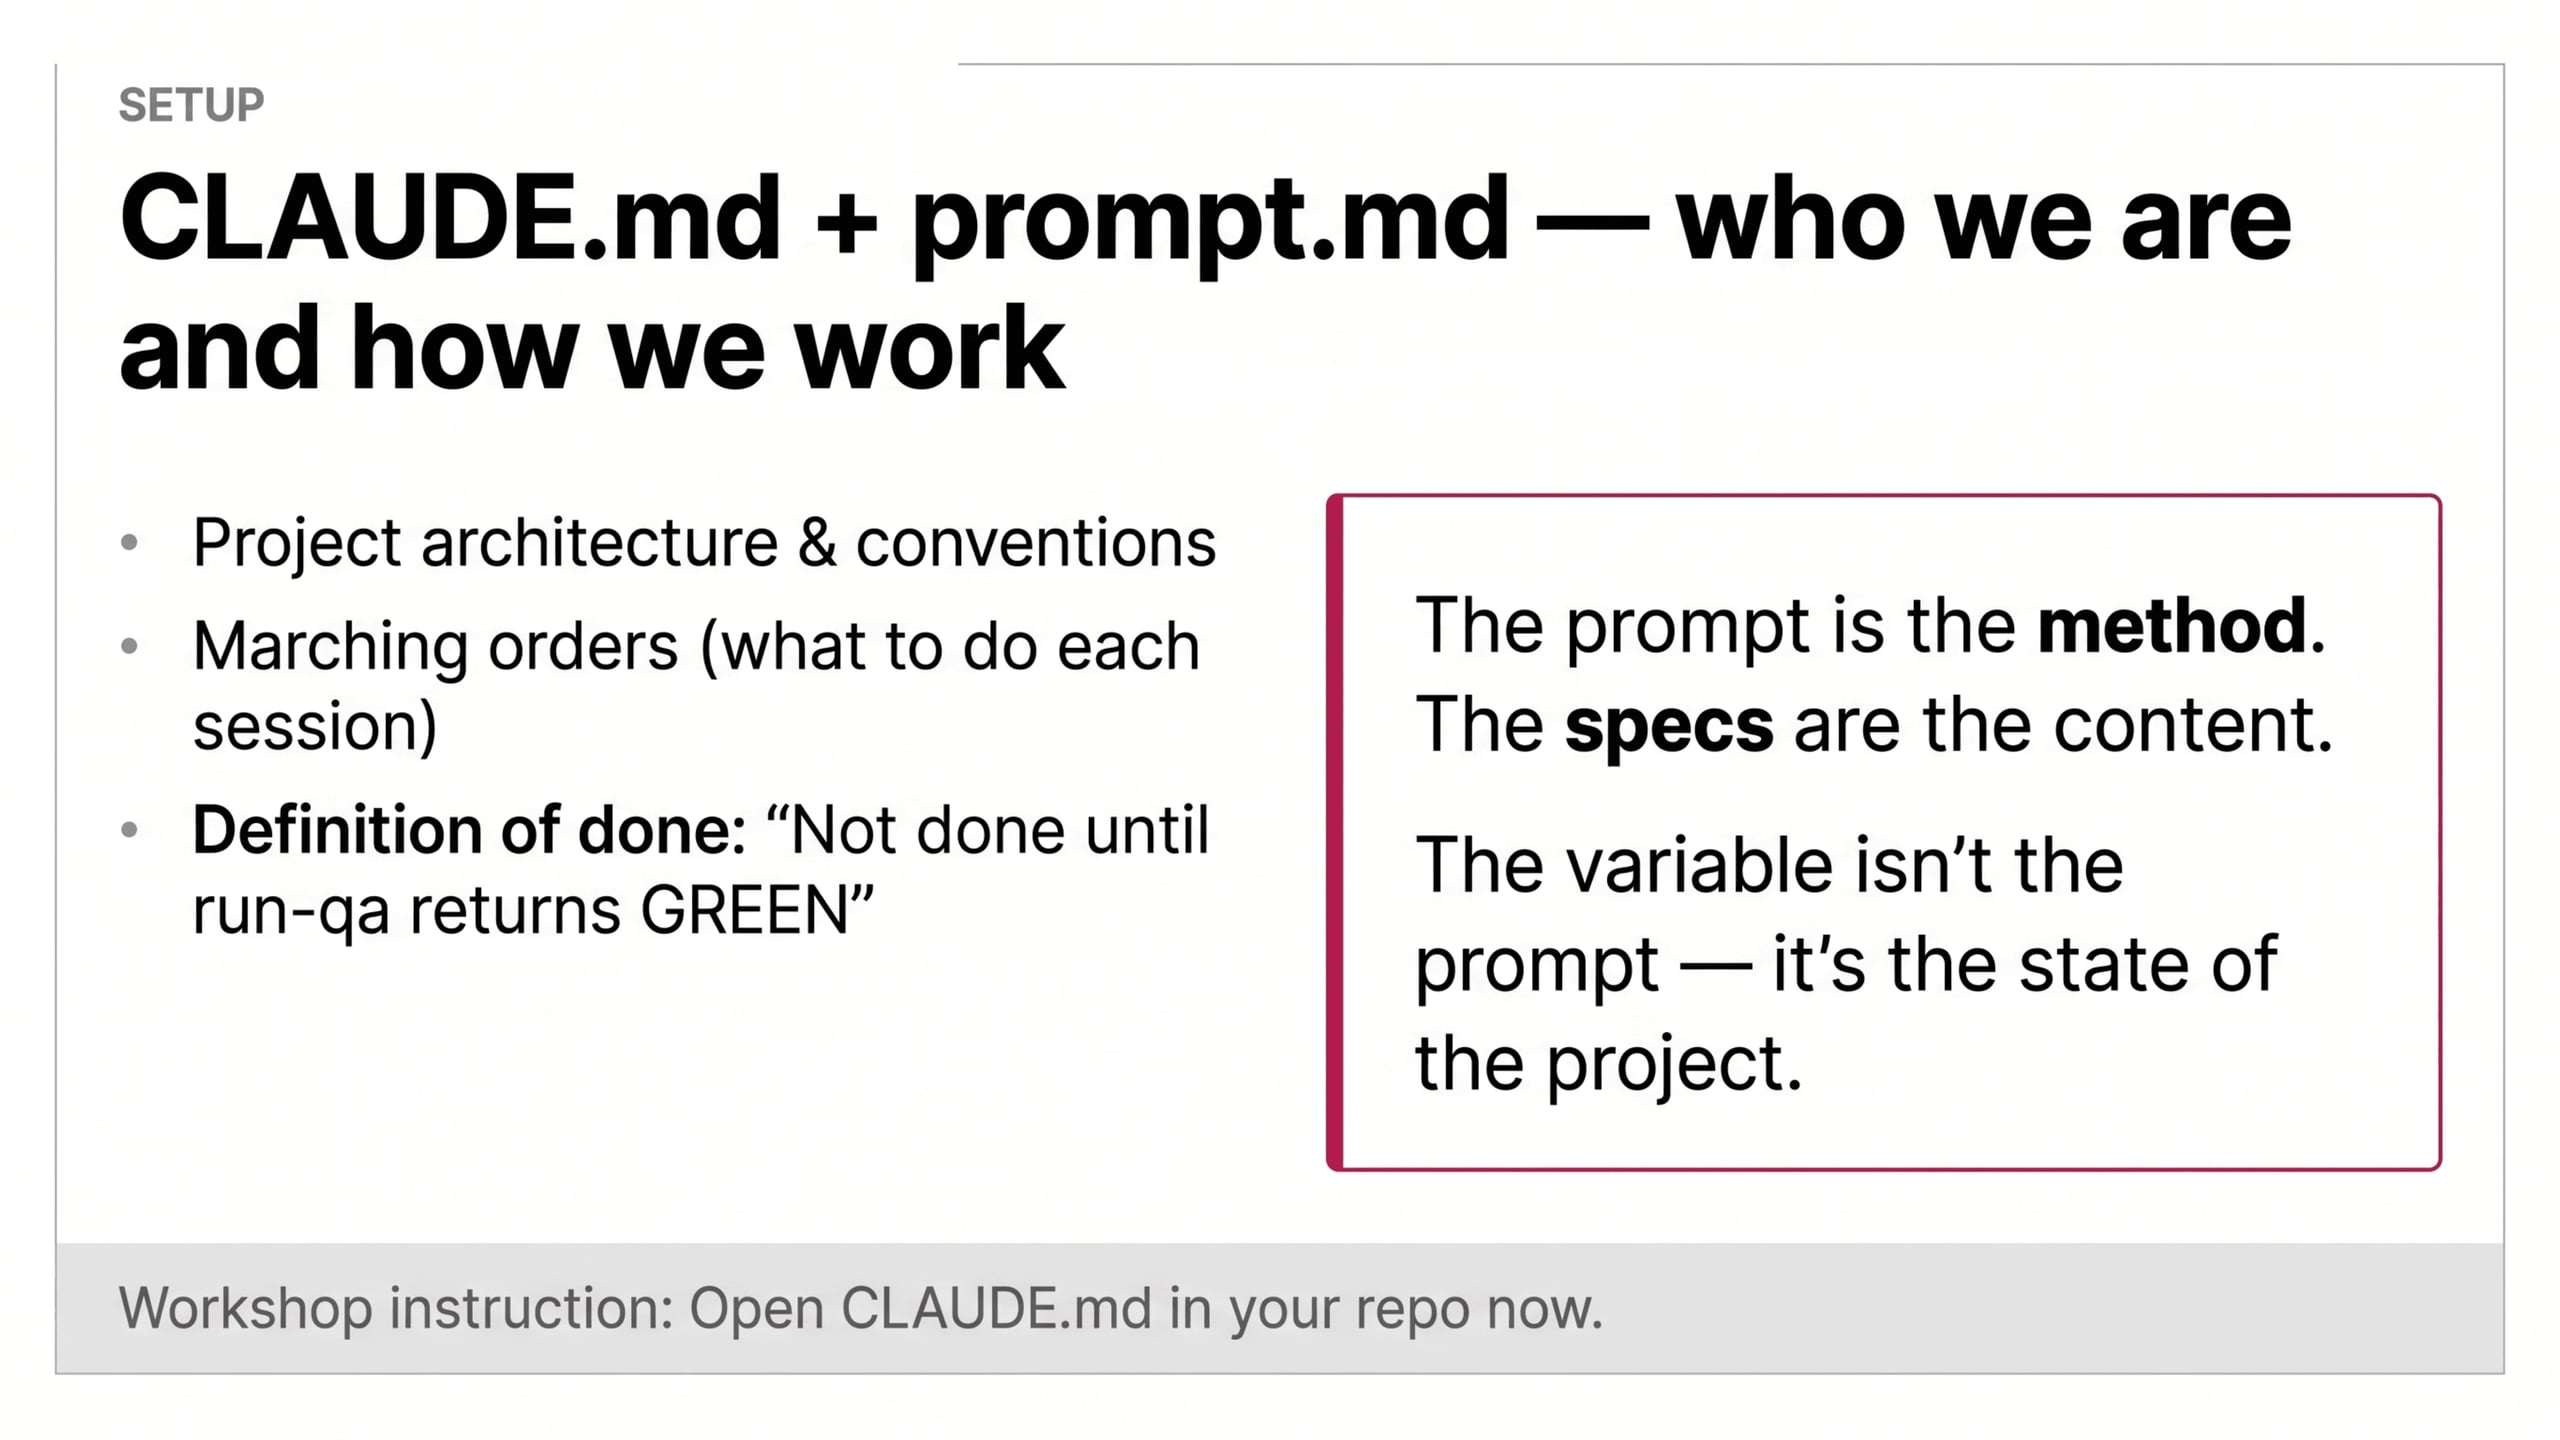 SETUP
CLAUDE.md + prompt.md — who we are
and how we work
• Project architecture & conventions
• Marching orders (what to do each
session)
• Definition of done: “Not done until
run-qa returns GREEN”
The prompt is the method.
The specs are the content.
The variable isn’t the
prompt — it’s the state of
the project.
Workshop instruction: Open CLAUDE.md in your repo now.